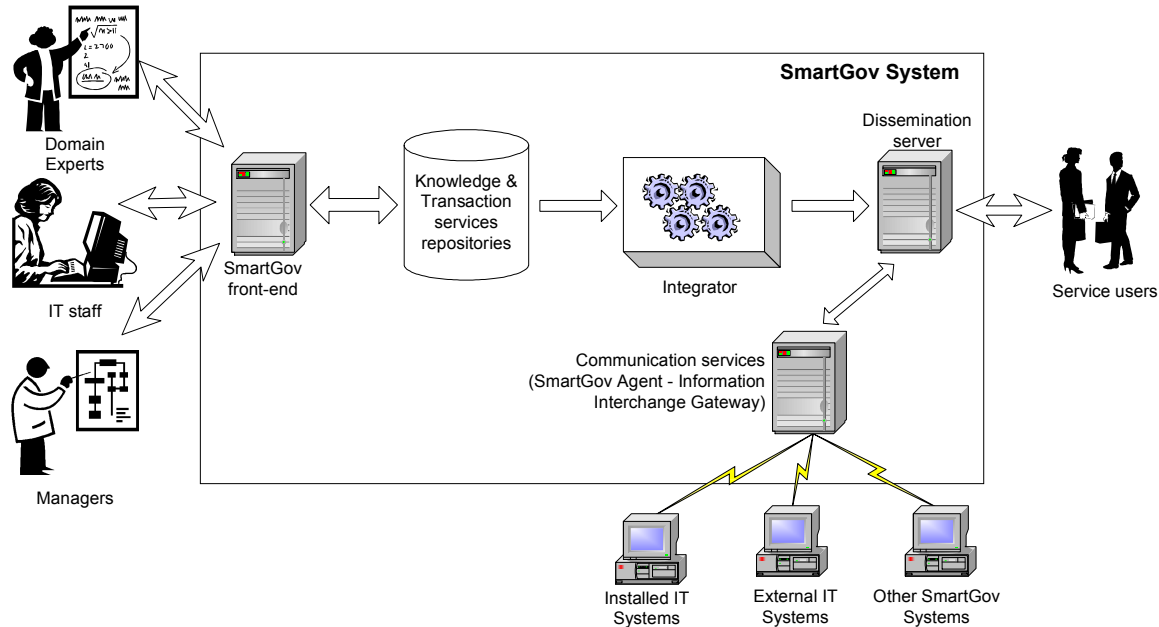 SmartGov System
Domain
Experts
IT staff
Managers
SmartGov
front-end
Knowledge &
Transaction
services
repositories
Integrator
Dissemination
server
Service users
Communication services
(SmartGov Agent - Information
Interchange Gateway)
Installed IT
Systems
External IT
Systems
Other SmartGov
Systems